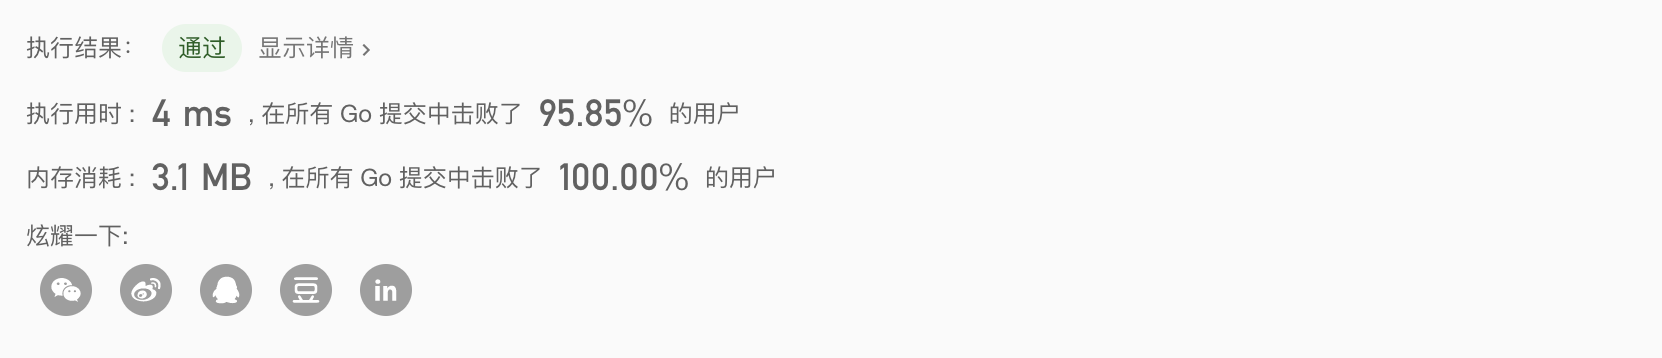 执行结果： 通过 显示详情 ›
执行用时 : 4 ms , 在所有 Go 提交中击败了 95.85% 的用户
内存消耗 : 3.1 MB , 在所有 Go 提交中击败了 100.00% 的用户
炫耀一下:
豆 in